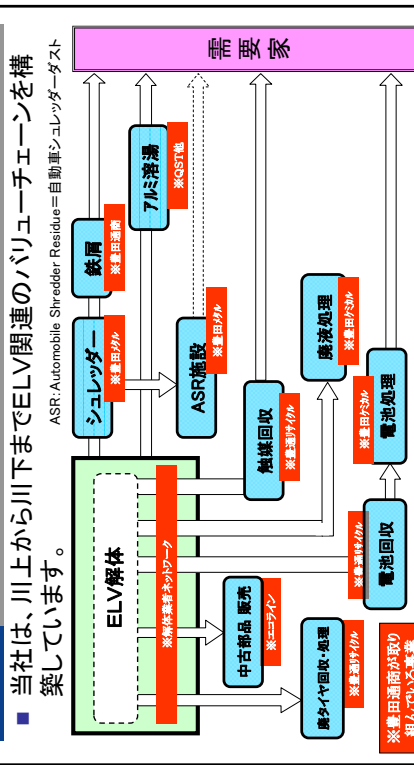 ■ 当社は、川上から川下までELV関連のバリューチェーンを構
築しています。
ASR：Automobile Shredder Residue=自動車シュレッダーダスト
ELV解体
※解体業者ネットワーク
シュレッダー
※豊田メタル
鉄屑
※豊田通商
アルミ溶湯
※QST他
ASR施設
※豊田メタル
触媒回収
※豊通リサイクル
廃液処理
※豊田ケミカル
電池回収
※豊通リサイクル
電池処理
※豊田ケミカル
中古部品 販売
※エコライン
廃タイヤ回収・処理
※豊通リサイクル
需要家
※豊田通商が取り
組んでいる事業